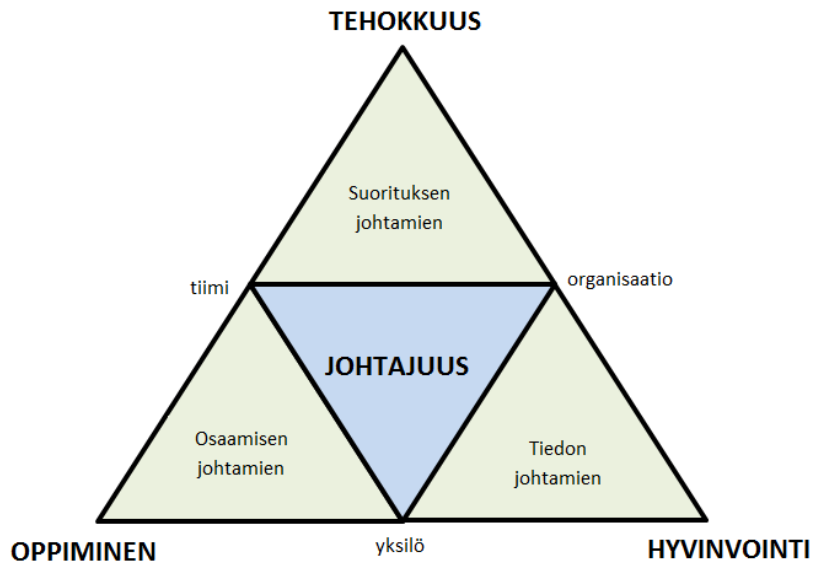 TEHOKKUUS
Suorituksen
johtamien
tiimi
organisaatio
JOHTAJUUS
Osaamisen
johtamien
Tiedon
johtamien
OPPIMINEN
yksilö
HYVINVOINTI